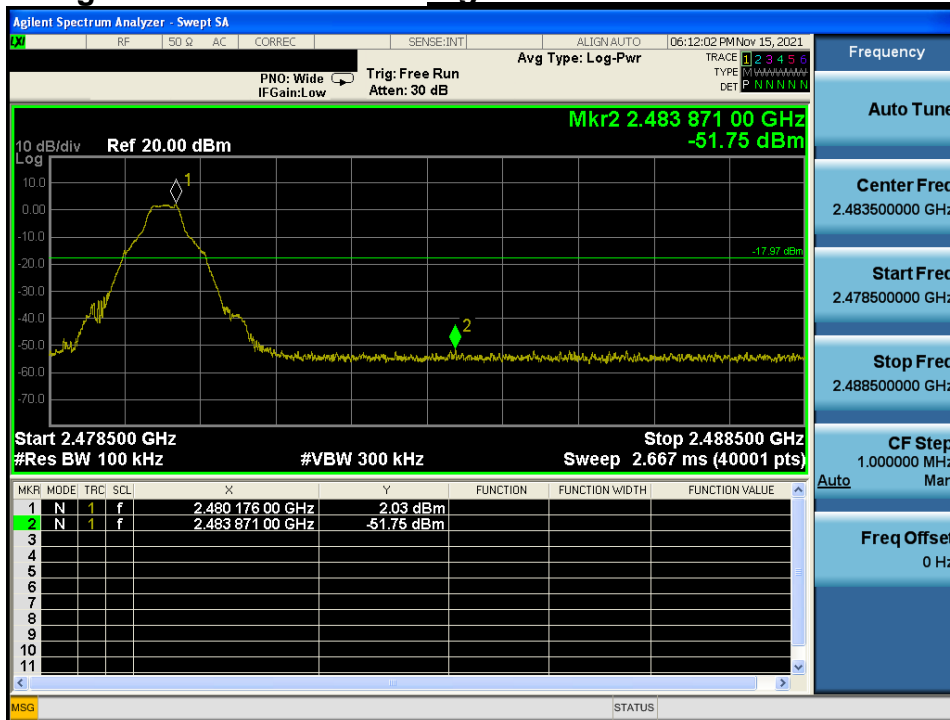 Agilent Spectrum Analyzer - Swept SA
LXI RF 50 Ω AC CORREC SENSE:INT ALIGN AUTO 06:12:02 PM Nov 15, 2021
Avg Type: Log-Pwr TRACE 1 2 3 4 5 6
PNO: Wide Trig: Free Run TYPE M WWWWW
IFGain:Low Atten: 30 dB DET P N N N N N
Frequency
Auto Tune
Mkr2 2.483 871 00 GHz
10 dB/div Ref 20.00 dBm -51.75 dBm
Log
10.0
0.00
-10.0
-20.0
-30.0
-40.0
-50.0
-60.0
-70.0
1
2
-17.97 dBm
Start 2.478500 GHz Stop 2.488500 GHz
#Res BW 100 kHz #VBW 300 kHz Sweep 2.667 ms (40001 pts)
MKR MODE TRC SCL X Y FUNCTION FUNCTION WIDTH FUNCTION VALUE
1 N 1 f 2.480 176 00 GHz 2.03 dBm
2 N 1 f 2.483 871 00 GHz -51.75 dBm
3
4
5
6
7
8
9
10
11
Center Freq
2.483500000 GHz
Start Freq
2.478500000 GHz
Stop Freq
2.488500000 GHz
CF Step
1.000000 MHz
Auto Man
Freq Offset
0 Hz
MSG STATUS